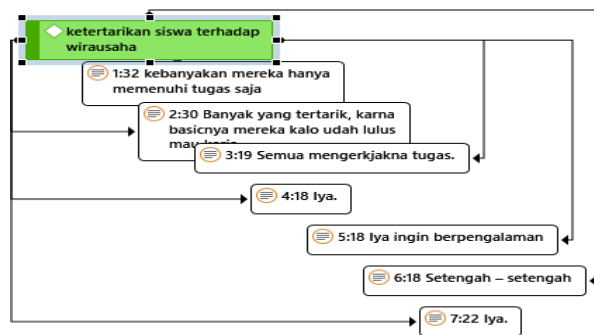 ketertarikan siswa terhadap
wirausaha
1:32 kebanyakan mereka hanya
memenuhi tugas saja
2:30 Banyak yang tertarik, karna
basicnya mereka kalo udah lulus
mau kerja
3:19 Semua mengerkjakna tugas.
4:18 Iya.
5:18 Iya ingin berpengalaman
6:18 Setengah – setengah
7:22 Iya.